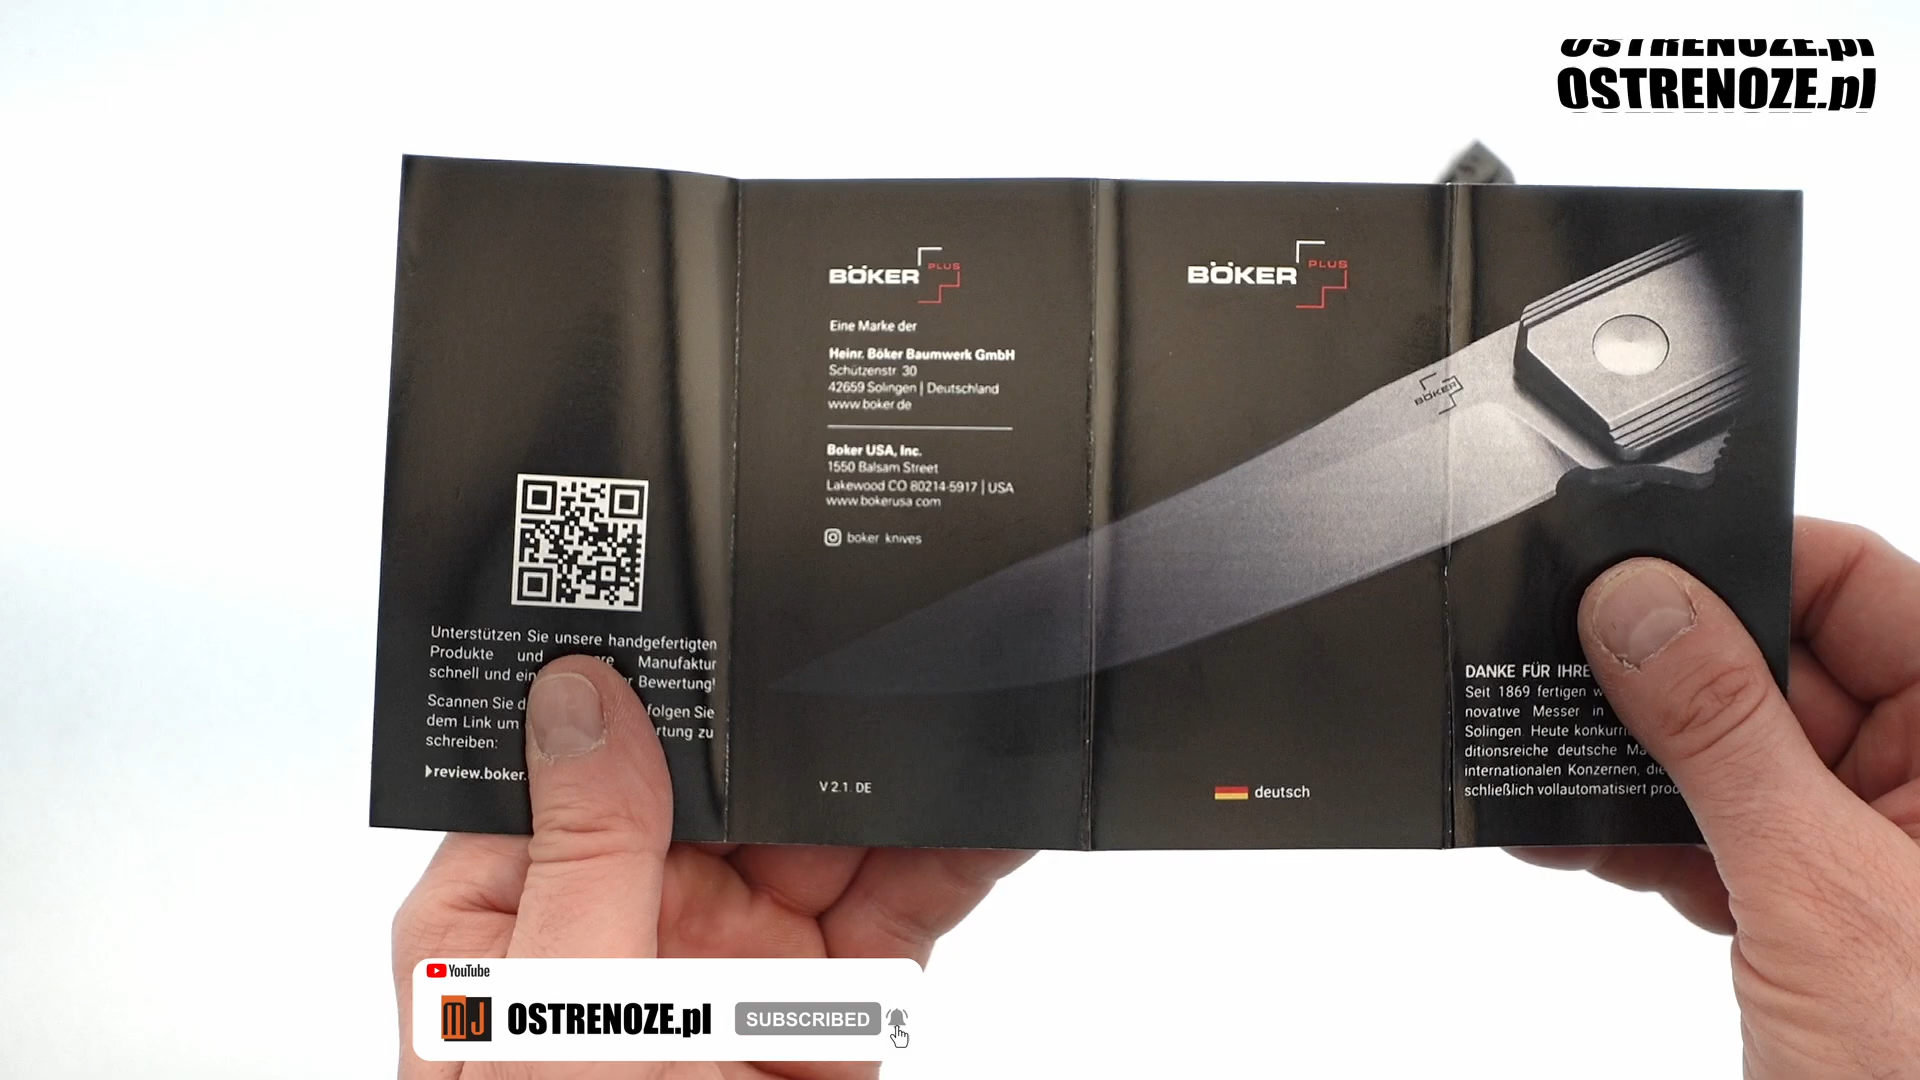 OSTRENOZE.pl
OSTRENOZE.pl
Unterstützen Sie unsere handgefertigten
Produkte und Manufaktur
schnell und Bewertung!
Scannen Sie folgen Sie
dem Link um zu
schreiben:
review.boker.
BÖKER PLUS
Eine Marke der
Heinr. Böker Baumwerk GmbH
Schützenstr. 30
42659 Solingen | Deutschland
www.boker.de
Boker USA, Inc.
1550 Balsam Street
Lakewood CO 80214-5917 | USA
www.bokerusa.com
boker_knives
V 2.1. DE
BÖKER PLUS
deutsch
BÖKER
DANKE FÜR IHRE
Seit 1869 fertigen
novative Messer in
Solingen. Heute
ditionsreiche deutsche
internationalen Konzernen,
schließlich vollautomatisiert
YouTube
MJ OSTRENOZE.pl SUBSCRIBED